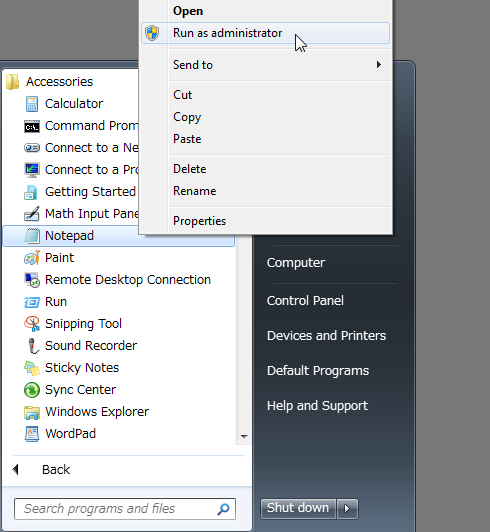 Open
Run as administrator
Send to
Cut
Copy
Paste
Delete
Rename
Properties
Accessories
Calculator
Command Prom
Connect to a Ne
Connect to a Pro
Getting Started
Math Input Pane
Notepad
Paint
Remote Desktop Connection
Run
Snipping Tool
Sound Recorder
Sticky Notes
Sync Center
Windows Explorer
WordPad
Back
Search programs and files
Computer
Control Panel
Devices and Printers
Default Programs
Help and Support
Shut down